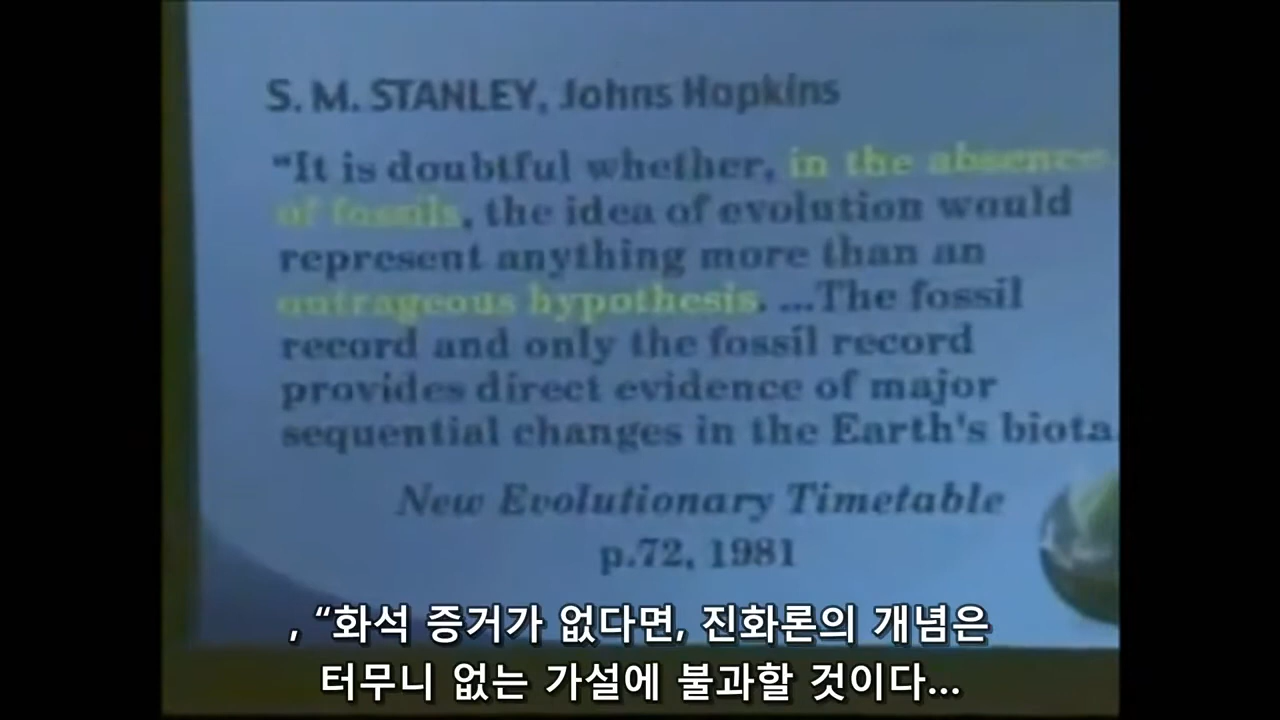 S. M. STANLEY, Johns Hopkins
"It is doubtful whether, in the absence
of fossils, the idea of evolution would
represent anything more than an
outrageous hypothesis. ...The fossil
record and only the fossil record
provides direct evidence of major
sequential changes in the Earth's biota.
New Evolutionary Timetable
p.72, 1981
, “화석 증거가 없다면, 진화론의 개념은
터무니 없는 가설에 불과할 것이다...